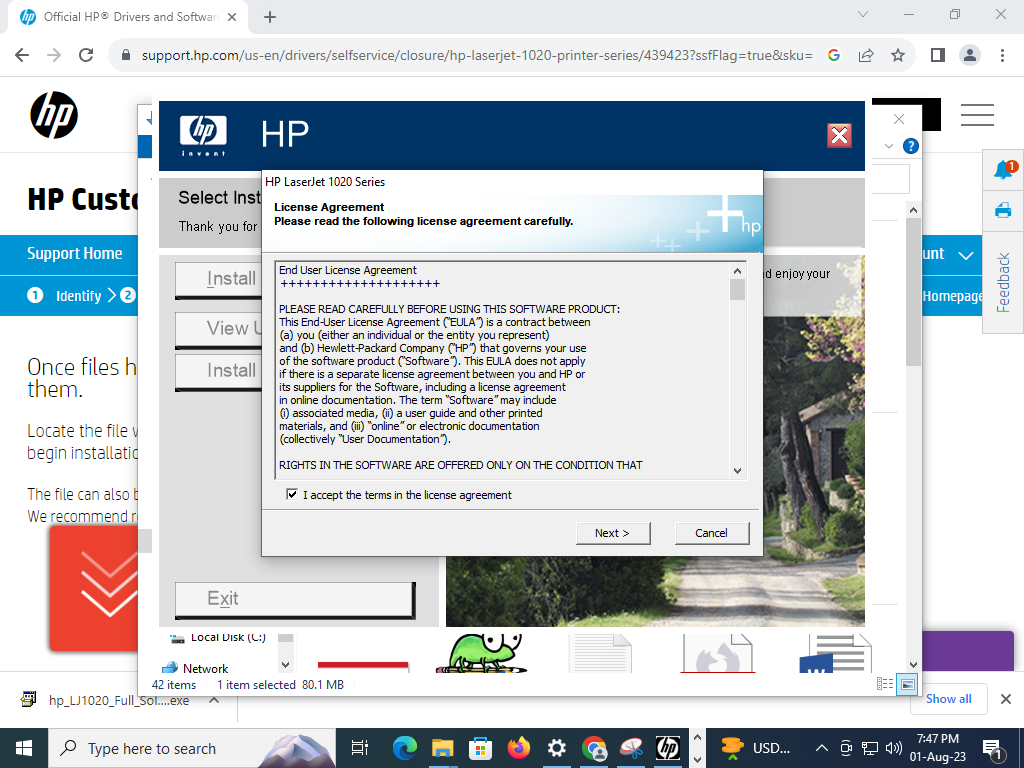 Official HP® Drivers and Softwar
support.hp.com/us-en/drivers/selfservice/closure/hp-laserjet-1020-printer-series/439423?ssfFlag=true&sku=
hp
hp
invent
HP
1
HP Custo
Select Inst
Thank you for
HP LaserJet 1020 Series
License Agreement
Please read the following license agreement carefully.
hp
Support Home
unt
1 Identify 2
Homepage
Feedback
Install
View U
Install
d enjoy your
End User License Agreement
++++++++++++++++++++
PLEASE READ CAREFULLY BEFORE USING THIS SOFTWARE PRODUCT:
This End-User License Agreement ("EULA") is a contract between
(a) you (either an individual or the entity you represent)
and (b) Hewlett-Packard Company ("HP") that governs your use
of the software product ("Software"). This EULA does not apply
if there is a separate license agreement between you and HP or
its suppliers for the Software, including a license agreement
in online documentation. The term "Software" may include
(i) associated media, (ii) a user guide and other printed
materials, and (iii) "online" or electronic documentation
(collectively "User Documentation").
RIGHTS IN THE SOFTWARE ARE OFFERED ONLY ON THE CONDITION THAT
I accept the terms in the license agreement
Next >
Cancel
Once files h
them.
Locate the file w
begin installatio
The file can also b
We recommend r
Exit
Local Disk (C:)
Network
W
42 items
1 item selected
80.1 MB
hp_LJ1020_Full_Sol....exe
Show all
Type here to search
hp
USD...
7:47 PM
01-Aug-23
1